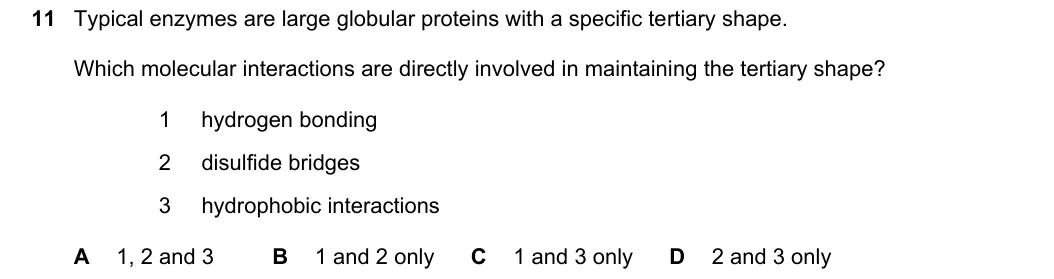 11 Typical enzymes are large globular proteins with a specific tertiary shape.
Which molecular interactions are directly involved in maintaining the tertiary shape?
1 hydrogen bonding
2 disulfide bridges
3 hydrophobic interactions
A 1, 2 and 3 B 1 and 2 only C 1 and 3 only D 2 and 3 only